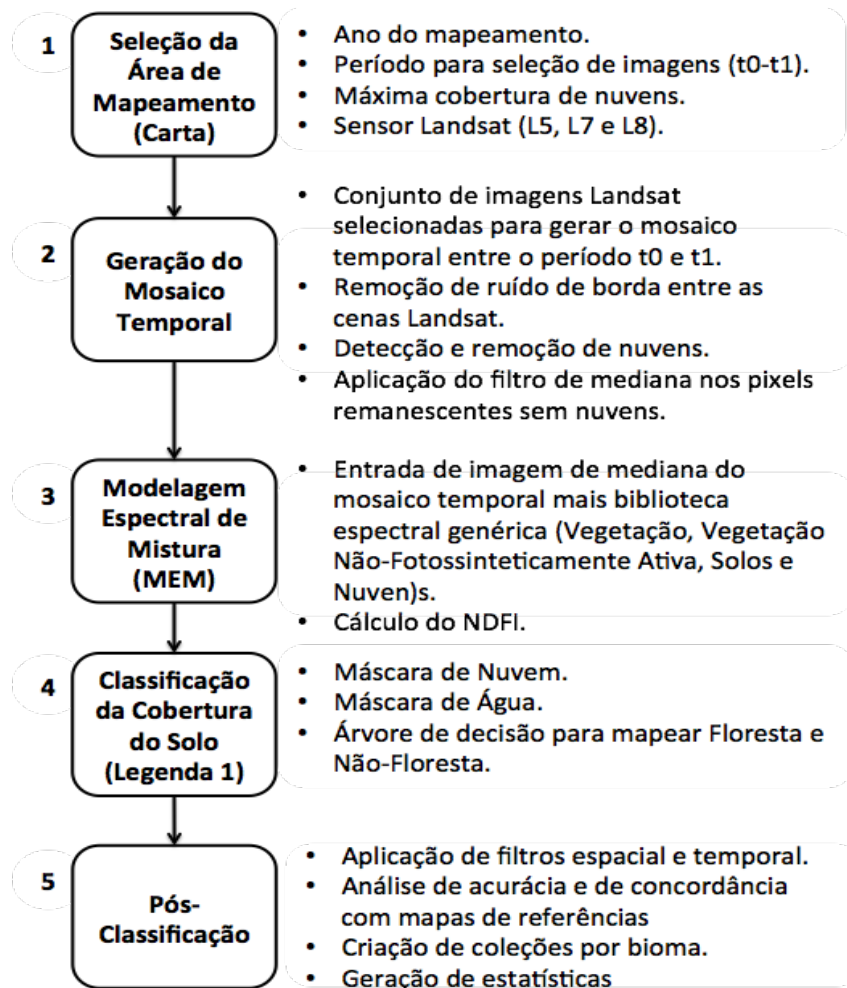 1
Seleção da
Área de
Mapeamento
(Carta)
• Ano do mapeamento.
• Período para seleção de imagens (t0-t1).
• Máxima cobertura de nuvens.
• Sensor Landsat (L5, L7 e L8).
2
Geração do
Mosaico
Temporal
• Conjunto de imagens Landsat
selecionadas para gerar o mosaico
temporal entre o período t0 e t1.
• Remoção de ruído de borda entre as
cenas Landsat.
• Detecção e remoção de nuvens.
• Aplicação do filtro de mediana nos pixels
remanescentes sem nuvens.
3
Modelagem
Espectral de
Mistura
(MEM)
• Entrada de imagem de mediana do
mosaico temporal mais biblioteca
espectral genérica (Vegetação, Vegetação
Não-Fotossinteticamente Ativa, Solos e
Nuven)s.
• Cálculo do NDFI.
4
Classificação
da Cobertura
do Solo
(Legenda 1)
• Máscara de Nuvem.
• Máscara de Água.
• Árvore de decisão para mapear Floresta e
Não-Floresta.
5
Pós-
Classificação
• Aplicação de filtros espacial e temporal.
• Análise de acurácia e de concordância
com mapas de referências
• Criação de coleções por bioma.
• Geração de estatísticas